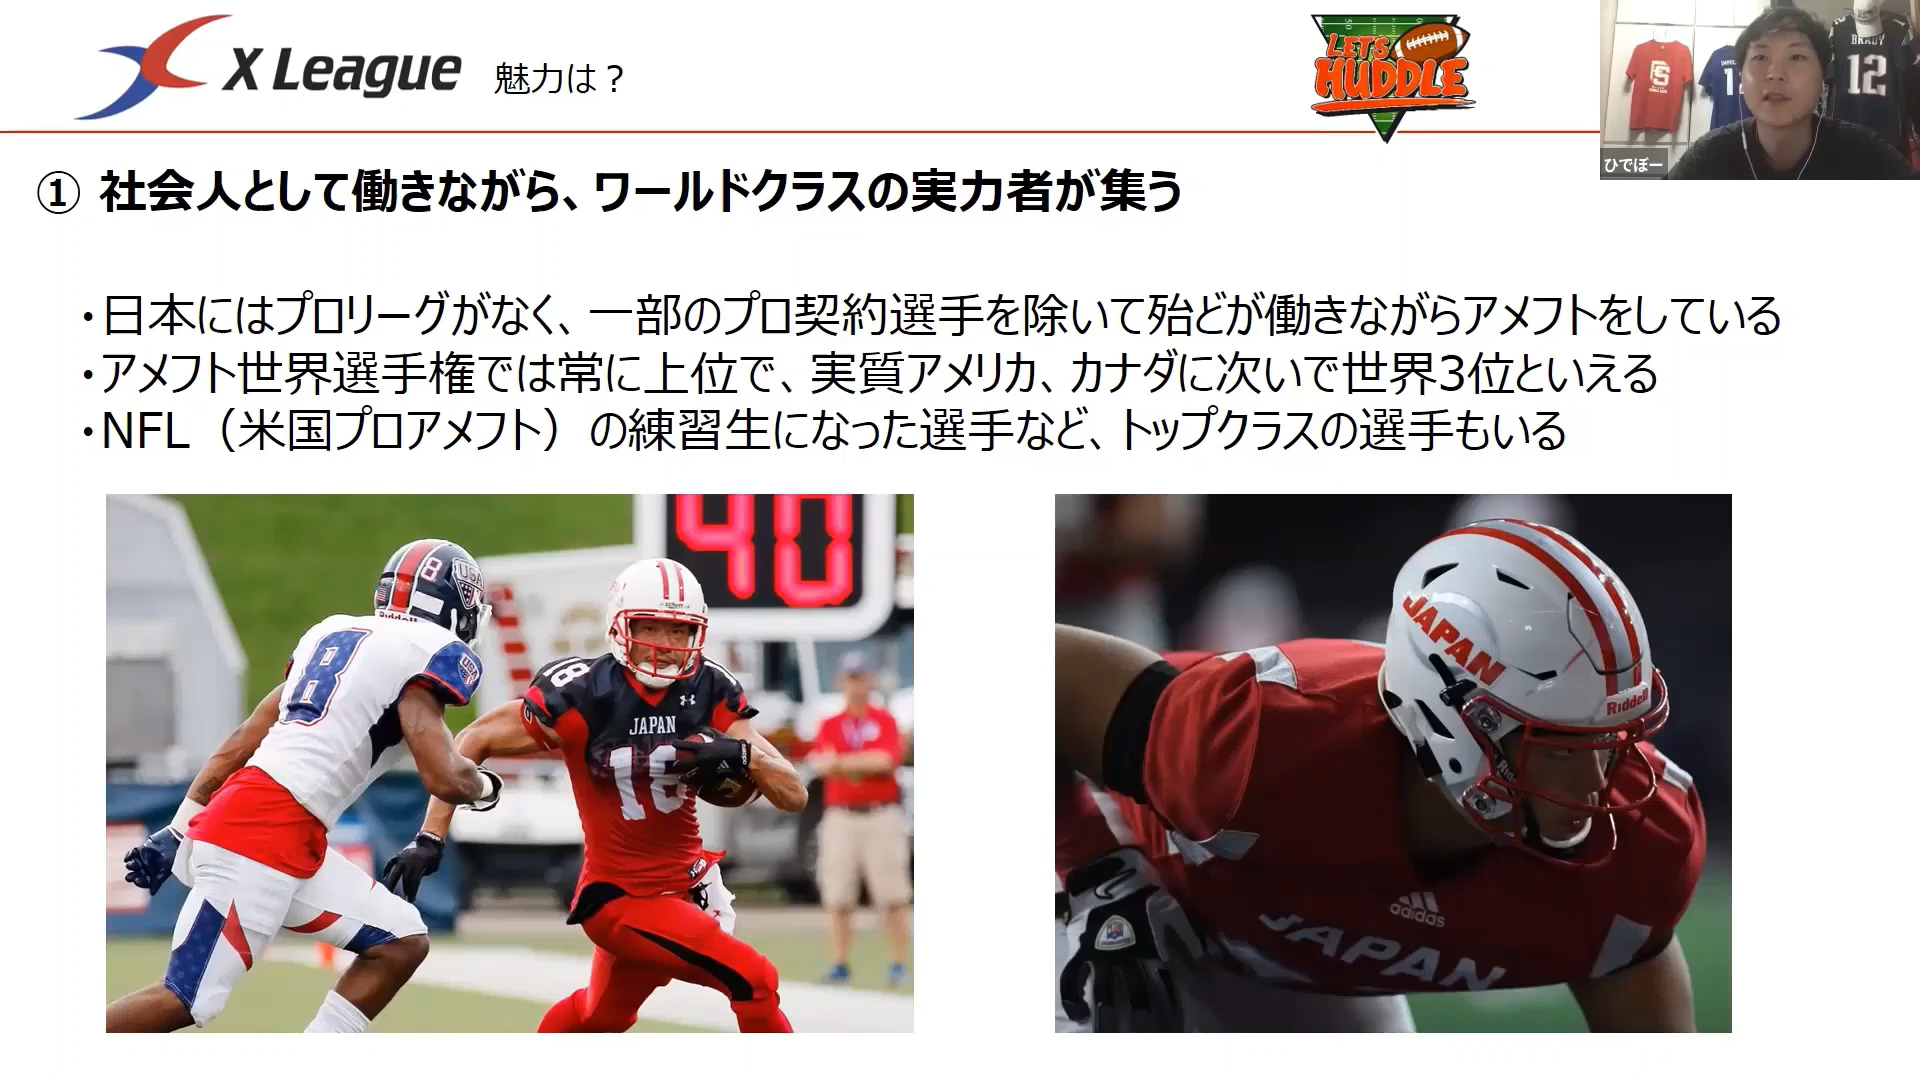 X League 魅力は？
LET'S
HUDDLE
BRADY
12
ひでぼー
① 社会人として働きながら、ワールドクラスの実力者が集う
・日本にはプロリーグがなく、一部のプロ契約選手を除いて殆どが働きながらアメフトをしている
・アメフト世界選手権では常に上位で、実質アメリカ、カナダに次いで世界3位といえる
・NFL（米国プロアメフト）の練習生になった選手など、トップクラスの選手もいる
40
8
USA
Riddell
8
USA
18
JAPAN
18
JAPAN
Riddell
adidas
JAPAN